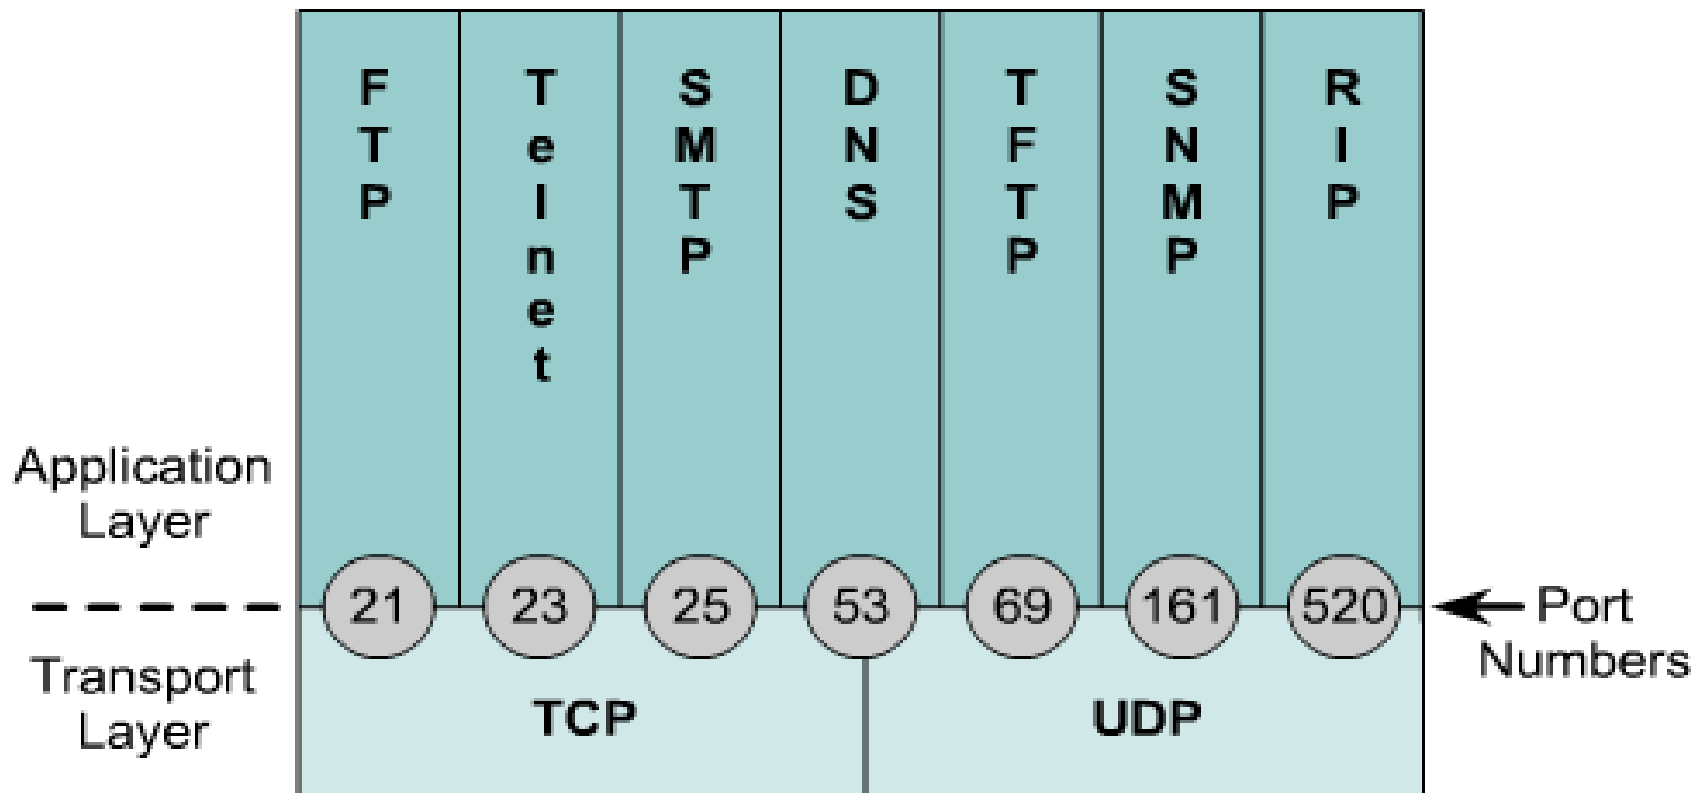 FTP
Telnet
SMTP
DNS
TFTP
SNMP
RIP
Application
Layer
21 23 25 53 69 161 520
Port
Numbers
Transport
Layer
TCP UDP